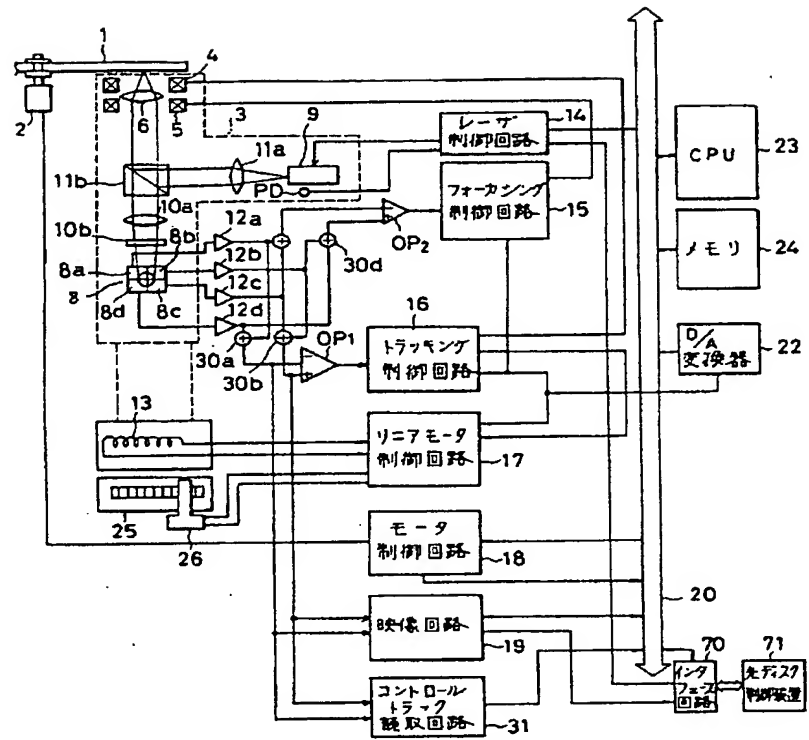 1
2
3
4
5
6
9
11a
11b
PD
10a
10b
8a
8b
8
8d
8c
12a
12b
12c
12d
30a
30b
30d
OP1
OP2
レーザ
制御回路
14
フォーカシング
制御回路
15
16
トラッキング
制御回路
13
リニアモータ
制御回路
17
25
26
モータ
制御回路
18
映像回路
19
コントロール
トラック
読取回路
31
20
CPU
23
メモリ
24
D/A
変換器
22
70
インタ
フェース
回路
71
光ディスク
制御装置